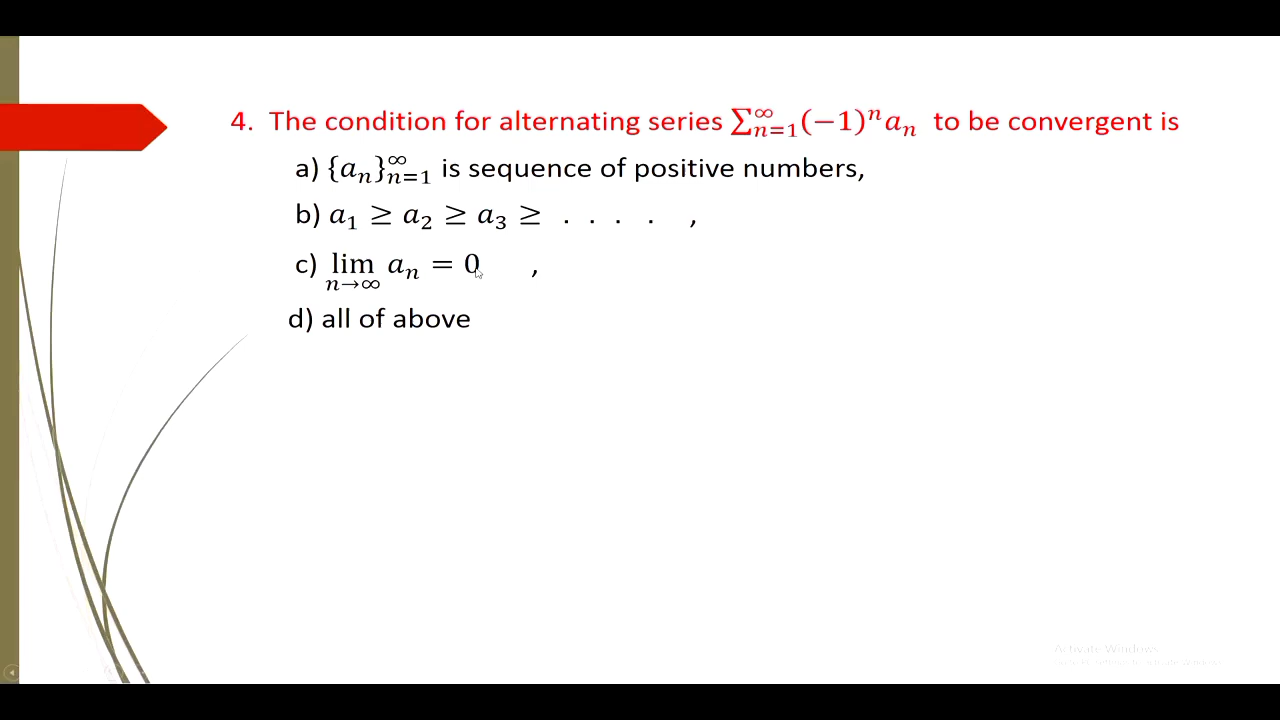 4. The condition for alternating series ∑_{n=1}^{∞}(−1)^n a_n to be convergent is
a) {a_n}_{n=1}^{∞} is sequence of positive numbers,
b) a_1 ≥ a_2 ≥ a_3 ≥ . . . . ,
c) lim_{n→∞} a_n = 0 ,
d) all of above
Activate Windows